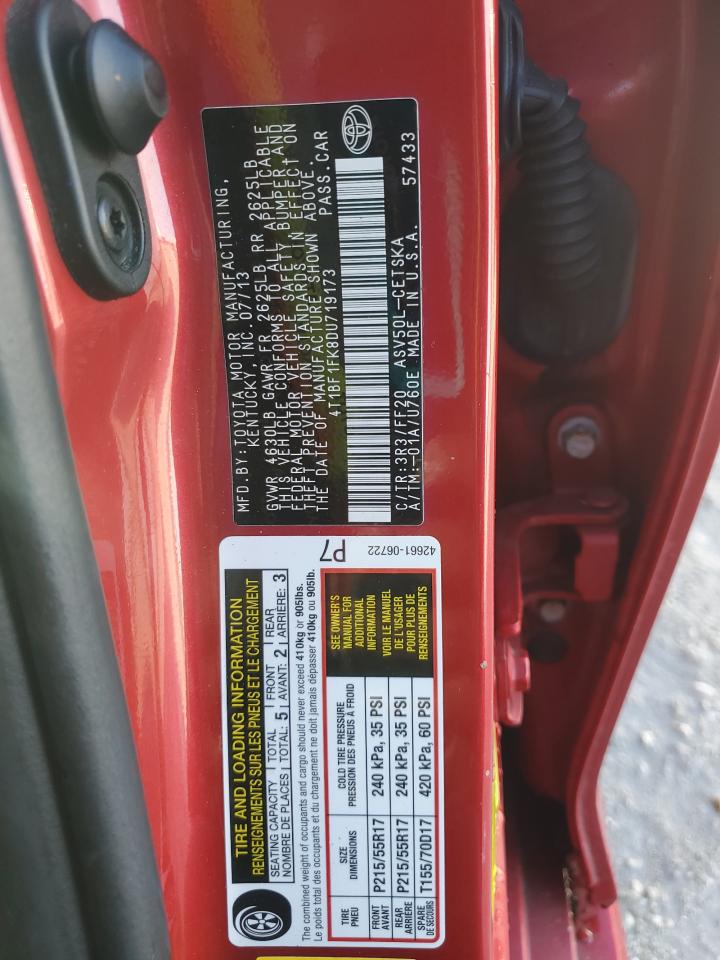 MFD.BY:TOYOTA MOTOR MANUFACTURING,
KENTUCKY, INC. 07/13
GVWR 4630LB GAWR FR 2625LB RR 2625LB
THIS VEHICLE CONFORMS TO ALL APPLICABLE
FEDERAL MOTOR VEHICLE SAFETY, BUMPER, AND
THEFT PREVENTION STANDARDS IN EFFECT ON
THE DATE OF MANUFACTURE SHOWN ABOVE.
4T1BF1FK8DU719173 PASS.CAR
C/TR:3R3/FF20 ASV50L-CETSKA
A/TM:-01A/U760E MADE IN U.S.A. 57433
TIRE AND LOADING INFORMATION
RENSEIGNEMENTS SUR LES PNEUS ET LE CHARGEMENT
P7
SEATING CAPACITY TOTAL 5 FRONT 2 REAR 3
NOMBRE DE PLACES TOTAL: AVANT: ARRIÈRE:
The combined weight of occupants and cargo should never exceed 410kg or 905lbs.
Le poids total des occupants et du chargement ne doit jamais dépasser 410kg ou 905lb.
TIRE SIZE COLD TIRE PRESSURE
PNEU DIMENSIONS PRESSION DES PNEUS À FROID
FRONT AVANT P215/55R17 240 kPa, 35 PSI
REAR ARRIÈRE P215/55R17 240 kPa, 35 PSI
SPARE DE SECOURS T155/70D17 420 kPa, 60 PSI
SEE OWNER'S
MANUAL FOR
ADDITIONAL
INFORMATION
VOIR LE MANUEL
DE L'USAGER
POUR PLUS DE
RENSEIGNEMENTS
42661-06722